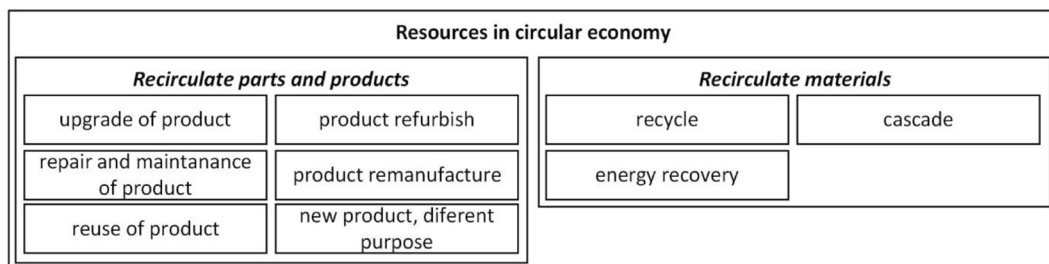 Resources in circular economy
Recirculate parts and products
upgrade of product
product refurbish
repair and maintanance
of product
product remanufacture
reuse of product
new product, diferent
purpose
Recirculate materials
recycle
cascade
energy recovery